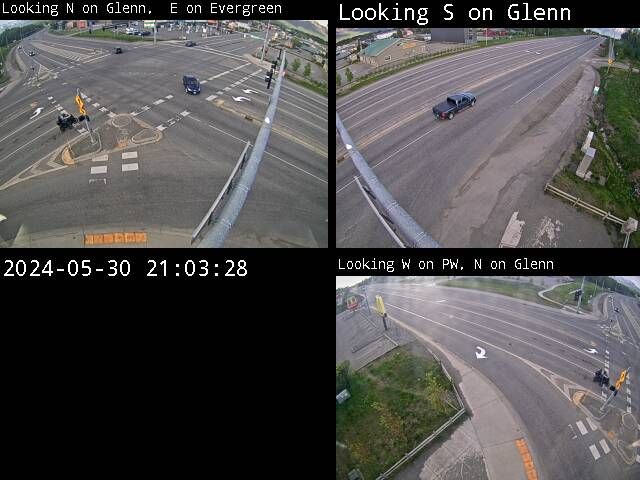 Looking N on Glenn,  E on Evergreen
Looking S on Glenn
2024-05-30 21:03:28
Looking W on PW, N on Glenn